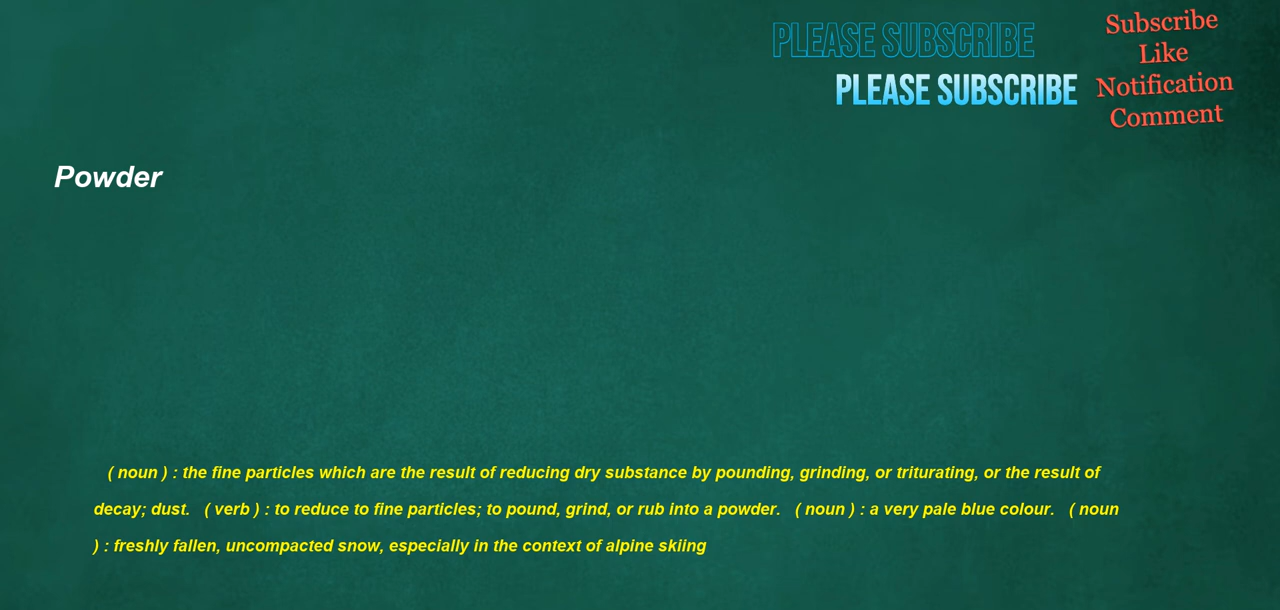 PLEASE SUBSCRIBE
PLEASE SUBSCRIBE
Subscribe
Like
Notification
Comment
Powder
( noun ) : the fine particles which are the result of reducing dry substance by pounding, grinding, or triturating, or the result of
decay; dust. ( verb ) : to reduce to fine particles; to pound, grind, or rub into a powder. ( noun ) : a very pale blue colour. ( noun
) : freshly fallen, uncompacted snow, especially in the context of alpine skiing